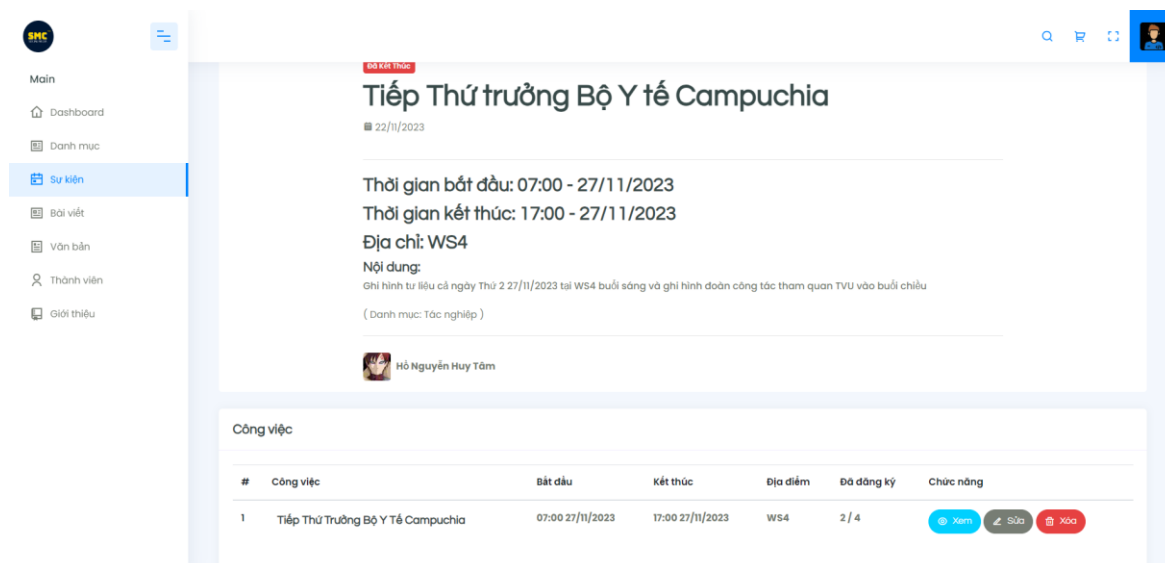 SMC
Main
Dashboard
Danh mục
Sự kiện
Bài viết
Văn bản
Thành viên
Giới thiệu
Đã Kết Thúc
Tiếp Thứ trưởng Bộ Y tế Campuchia
22/11/2023
Thời gian bắt đầu: 07:00 - 27/11/2023
Thời gian kết thúc: 17:00 - 27/11/2023
Địa chỉ: WS4
Nội dung:
Ghi hình tư liệu cả ngày Thứ 2 27/11/2023 tại WS4 buổi sáng và ghi hình đoàn công tác tham quan TVU vào buổi chiều
( Danh mục: Tác nghiệp )
Hồ Nguyễn Huy Tâm
Công việc
# Công việc Bắt đầu Kết thúc Địa điểm Đã đăng ký Chức năng
1 Tiếp Thứ Trưởng Bộ Y Tế Campuchia 07:00 27/11/2023 17:00 27/11/2023 WS4 2 / 4 Xem Sửa Xóa